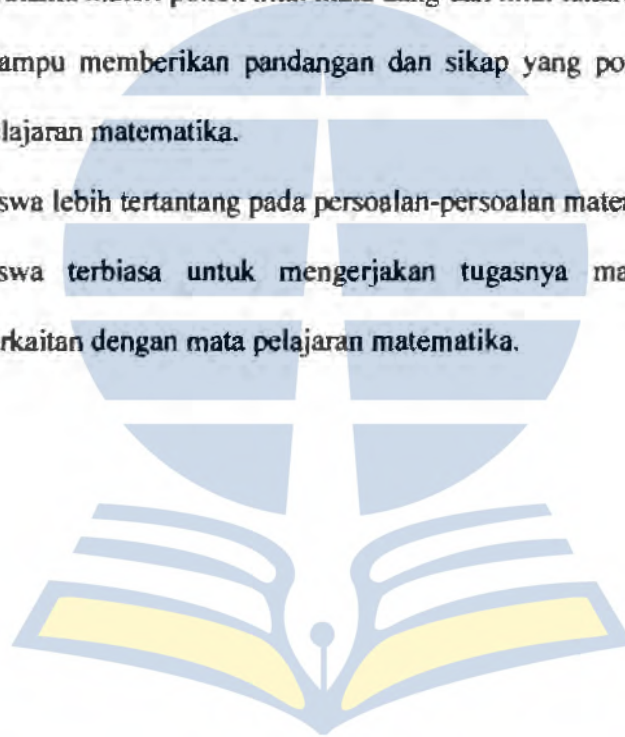 ampu memberikan pandangan dan sikap yang po
lajaran matematika.
swa lebih tertantang pada persoalan-persoalan mate
swa terbiasa untuk mengerjakan tugasnya ma
rkaitan dengan mata pelajaran matematika.